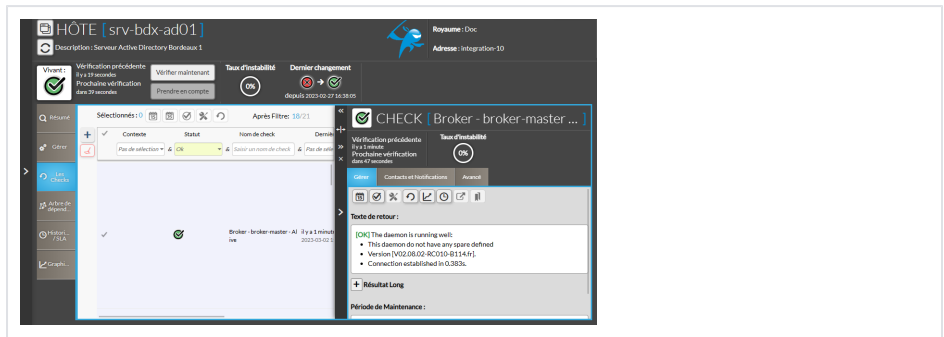 HÔTE [ srv-bdx-ad01 ]
Description : Serveur Active Directory Bordeaux 1
Royaume : Doc
Adresse : integration-10
Vivant :
Vérification précédente
il y a 19 secondes
Prochaine vérification
dans 39 secondes
Vérifier maintenant
Prendre en compte
Taux d'instabilité
0%
Dernier changement
depuis 2023-02-27 16:38:05
Résumé
Gérer
Les Checks
Arbre de dépend...
Histori... / SLA
Graphi...
Sélectionnés : 0
Après Filtre : 18/21
Contexte
Statut
Nom de check
Dernièr
Pas de sélection
&
Ok
&
Saisir un nom de check
&
Pas de séle
Broker - broker-master - Al
ive
il y a 1 minute
2023-03-02 1
CHECK [ Broker - broker-master ... ]
Vérification précédente
il y a 1 minute
Prochaine vérification
dans 47 secondes
Taux d'instabilité
0%
Gérer
Contacts et Notifications
Avancé
Texte de retour :
[OK] The daemon is running well:
• This daemon do not have any spare defined
• Version [V02.08.02-RC010-B114.fr].
• Connection established in 0.383s.
+ Résultat Long
Période de Maintenance :